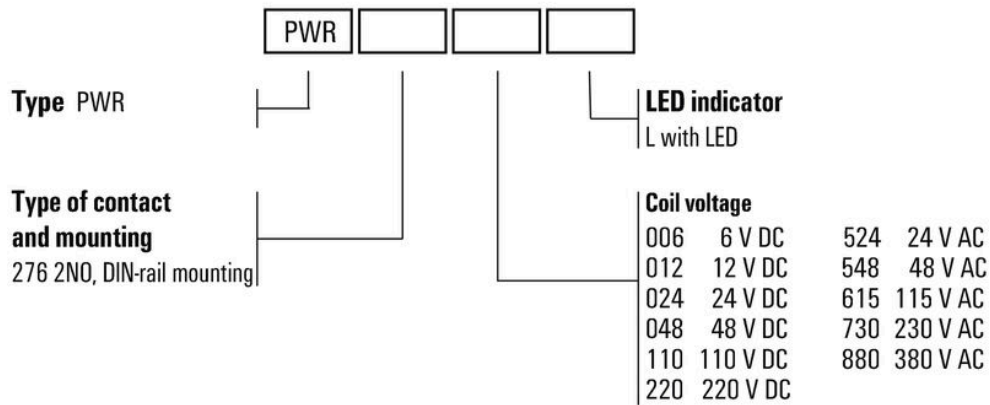 PWR
Type PWR
LED indicator
L with LED
Type of contact
and mounting
276 2NO, DIN-rail mounting
Coil voltage
006 6 V DC 524 24 V AC
012 12 V DC 548 48 V AC
024 24 V DC 615 115 V AC
048 48 V DC 730 230 V AC
110 110 V DC 880 380 V AC
220 220 V DC